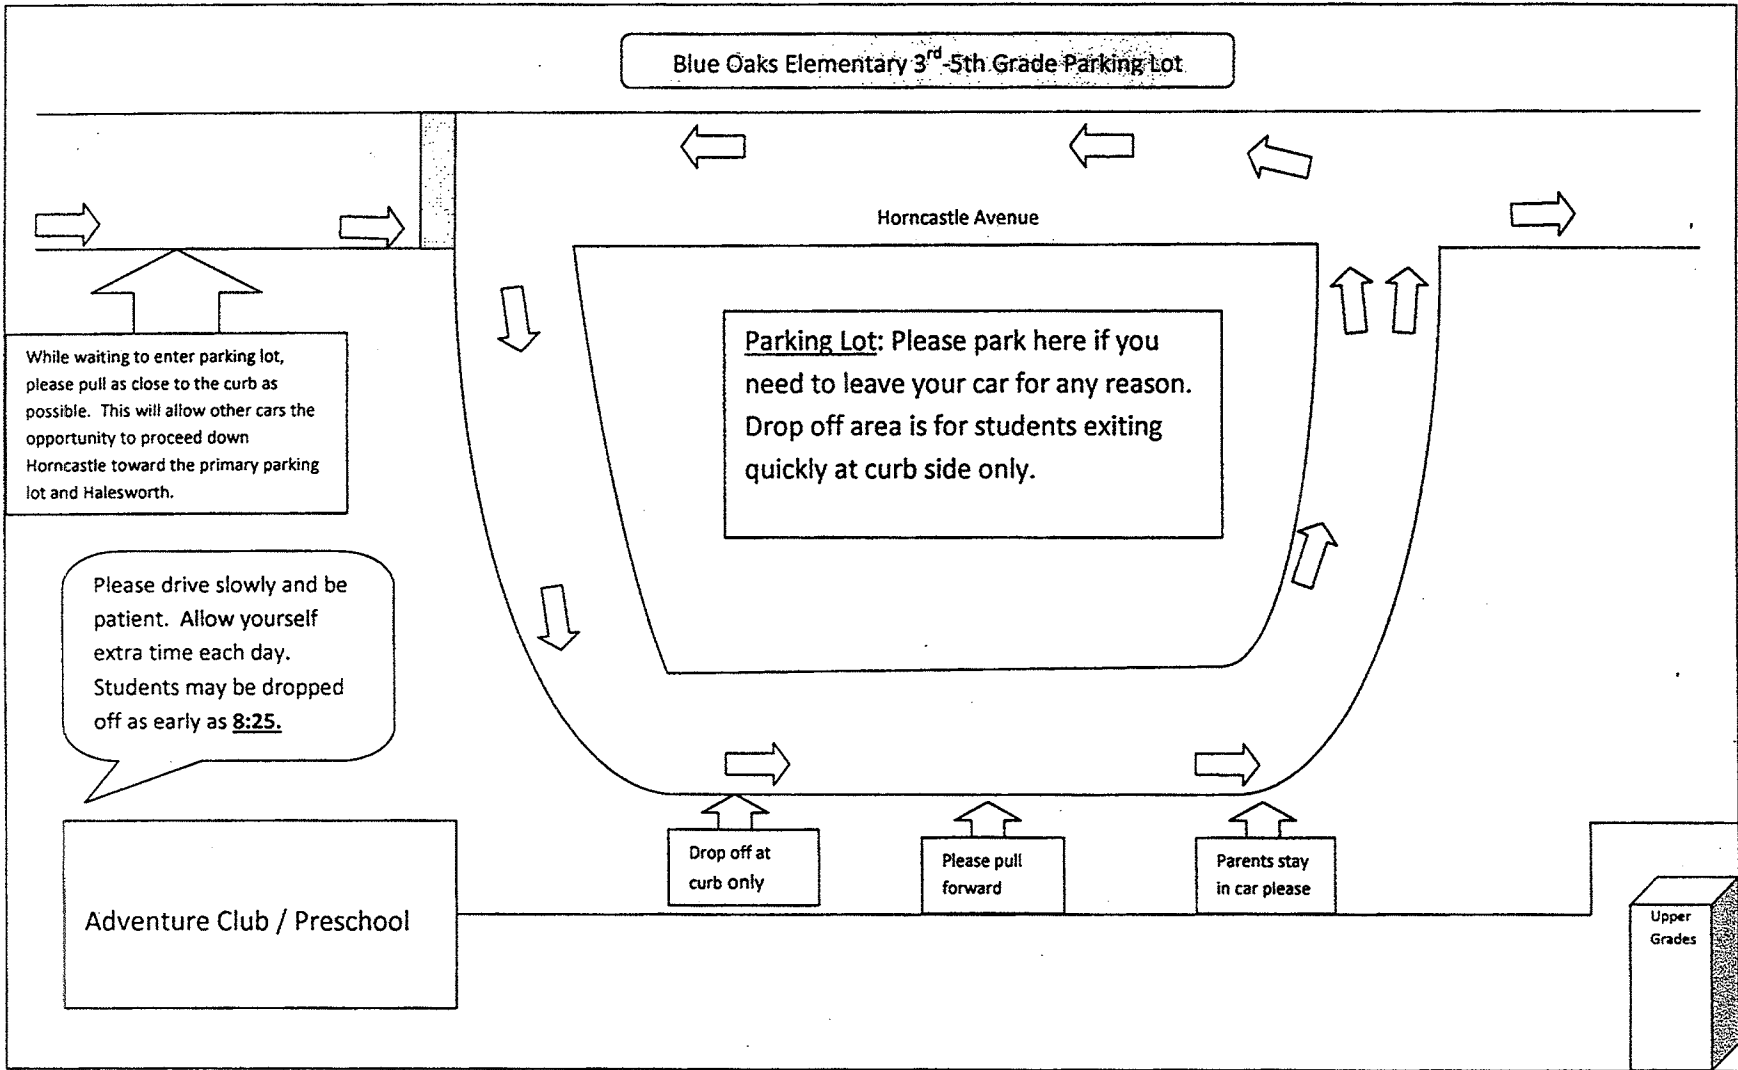 Blue Oaks Elementary 3rd-5th Grade Parking Lot
Horncastle Avenue
While waiting to enter parking lot,
please pull as close to the curb as
possible. This will allow other cars the
opportunity to proceed down
Horncastle toward the primary parking
lot and Halesworth.
Parking Lot: Please park here if you
need to leave your car for any reason.
Drop off area is for students exiting
quickly at curb side only.
Please drive slowly and be
patient. Allow yourself
extra time each day.
Students may be dropped
off as early as 8:25.
Drop off at
curb only
Please pull
forward
Parents stay
in car please
Adventure Club / Preschool
Upper
Grades